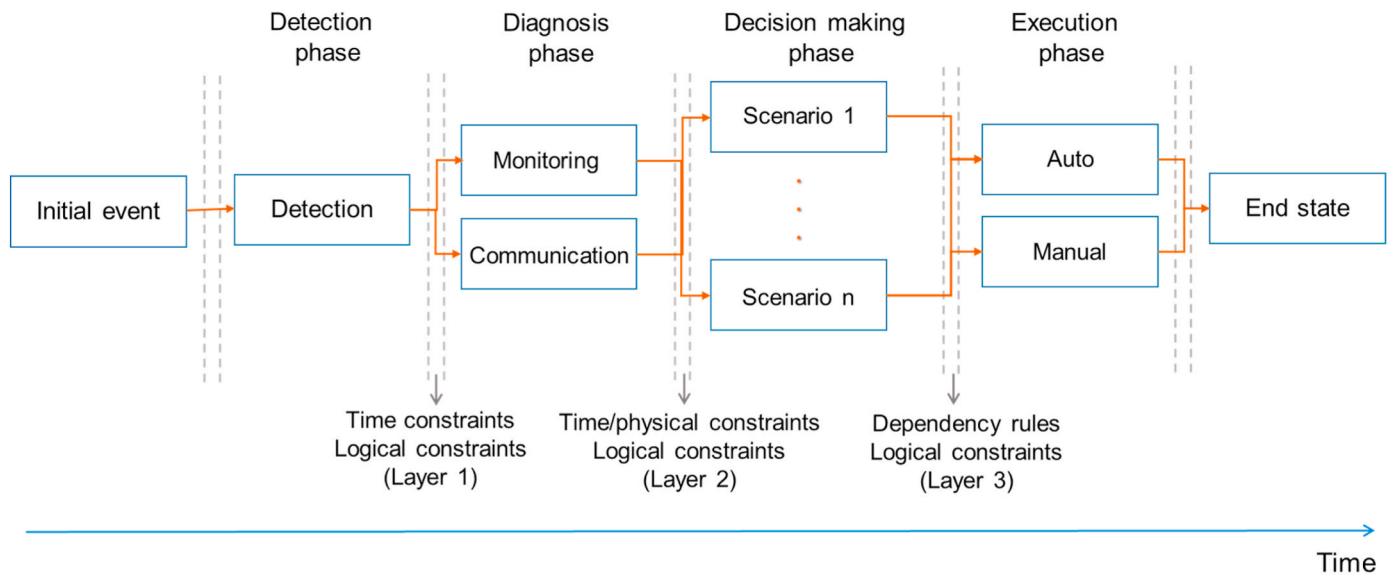 Detection
phase
Diagnosis
phase
Decision making
phase
Execution
phase
Initial event
Detection
Monitoring
Communication
Scenario 1
Scenario n
Auto
Manual
End state
Time constraints
Logical constraints
(Layer 1)
Time/physical constraints
Logical constraints
(Layer 2)
Dependency rules
Logical constraints
(Layer 3)
Time